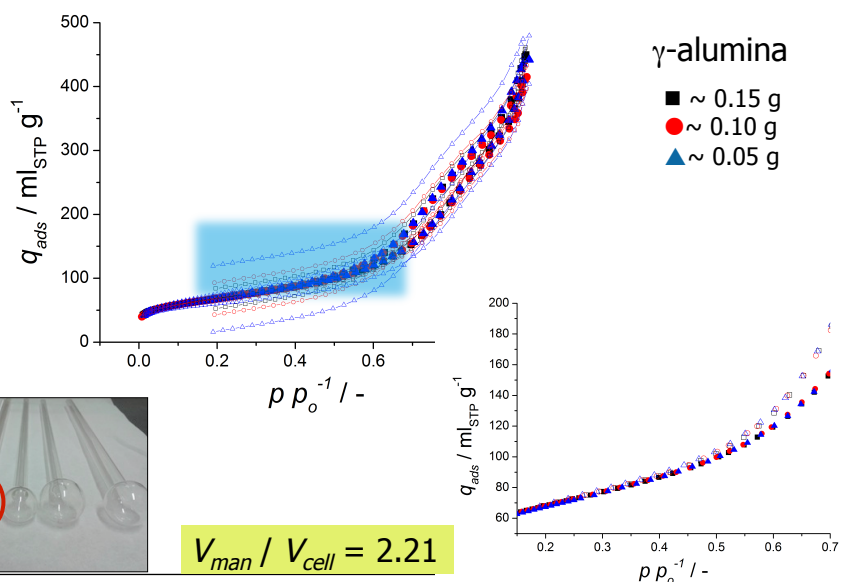 500
400
300
200
100
0
q_ads / ml_STP g^-1
0.0 0.2 0.4 0.6
p p_o^-1 / -
γ-alumina
~ 0.15 g
~ 0.10 g
~ 0.05 g
200
180
160
140
120
100
80
60
q_ads / ml_STP g^-1
0.2 0.3 0.4 0.5 0.6 0.7
p p_o^-1 / -
V_man / V_cell = 2.21